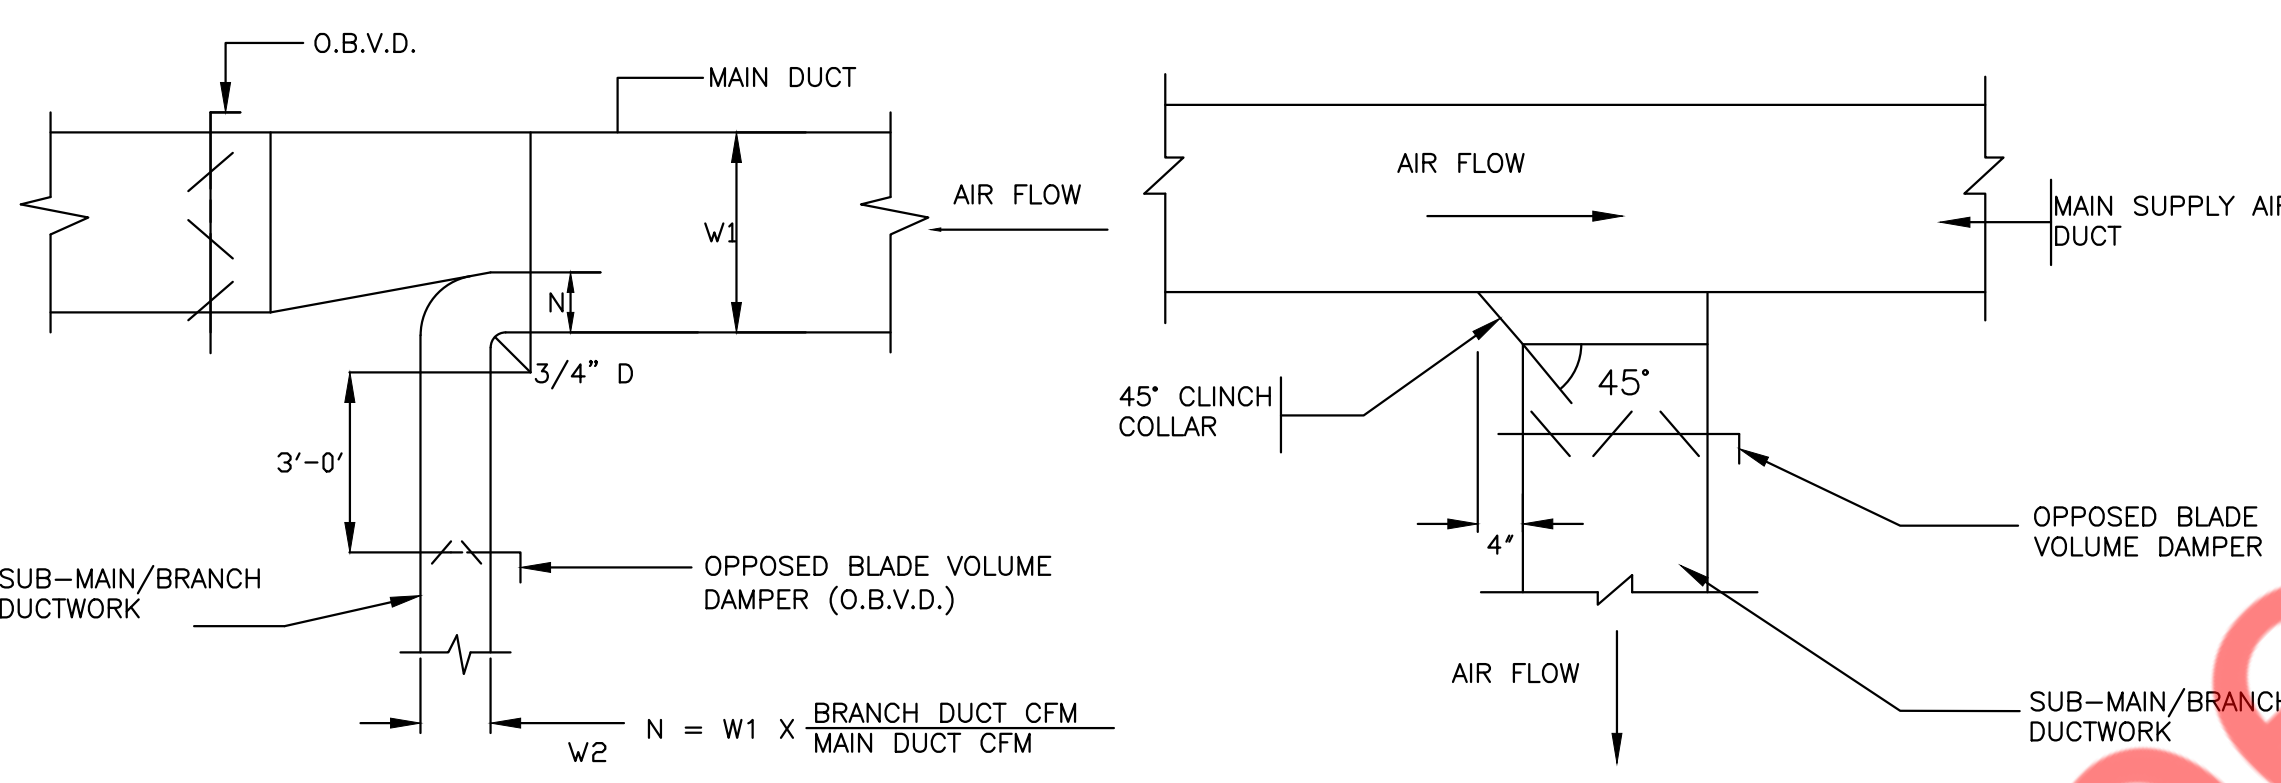 O.B.V.D.
MAIN DUCT
AIR FLOW
W1
N
3/4" D
3'-0'
SUB-MAIN/BRANCH
DUCTWORK
OPPOSED BLADE VOLUME
DAMPER (O.B.V.D.)
W2
N = W1 X BRANCH DUCT CFM
MAIN DUCT CFM
AIR FLOW
MAIN SUPPLY AIR
DUCT
45° CLINCH
COLLAR
45°
4"
OPPOSED BLADE
VOLUME DAMPER
AIR FLOW
SUB-MAIN/BRANCH
DUCTWORK